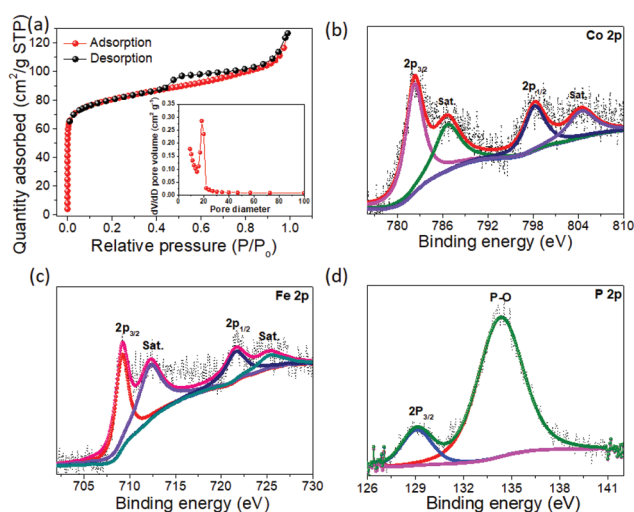 (a)
Quantity adsorbed (cm²/g STP)
140
120
100
80
60
40
20
0
Adsorption
Desorption
dV/dD pore volume (cm² g⁻¹)
0.35
0.30
0.25
0.20
0.15
0.10
0.05
0.00
0 20 40 60 80 100
Pore diameter
0.0 0.2 0.4 0.6 0.8 1.0
Relative pressure (P/Pₒ)
(b)
Co 2p
2p₃/₂
Sat.
2p₁/₂
Sat.
780 786 792 798 804 810
Binding energy (eV)
(c)
Fe 2p
2p₃/₂
Sat.
2p₁/₂
Sat.
705 710 715 720 725 730
Binding energy (eV)
(d)
P 2p
P-O
2P₃/₂
126 129 132 135 138 141
Binding energy (eV)